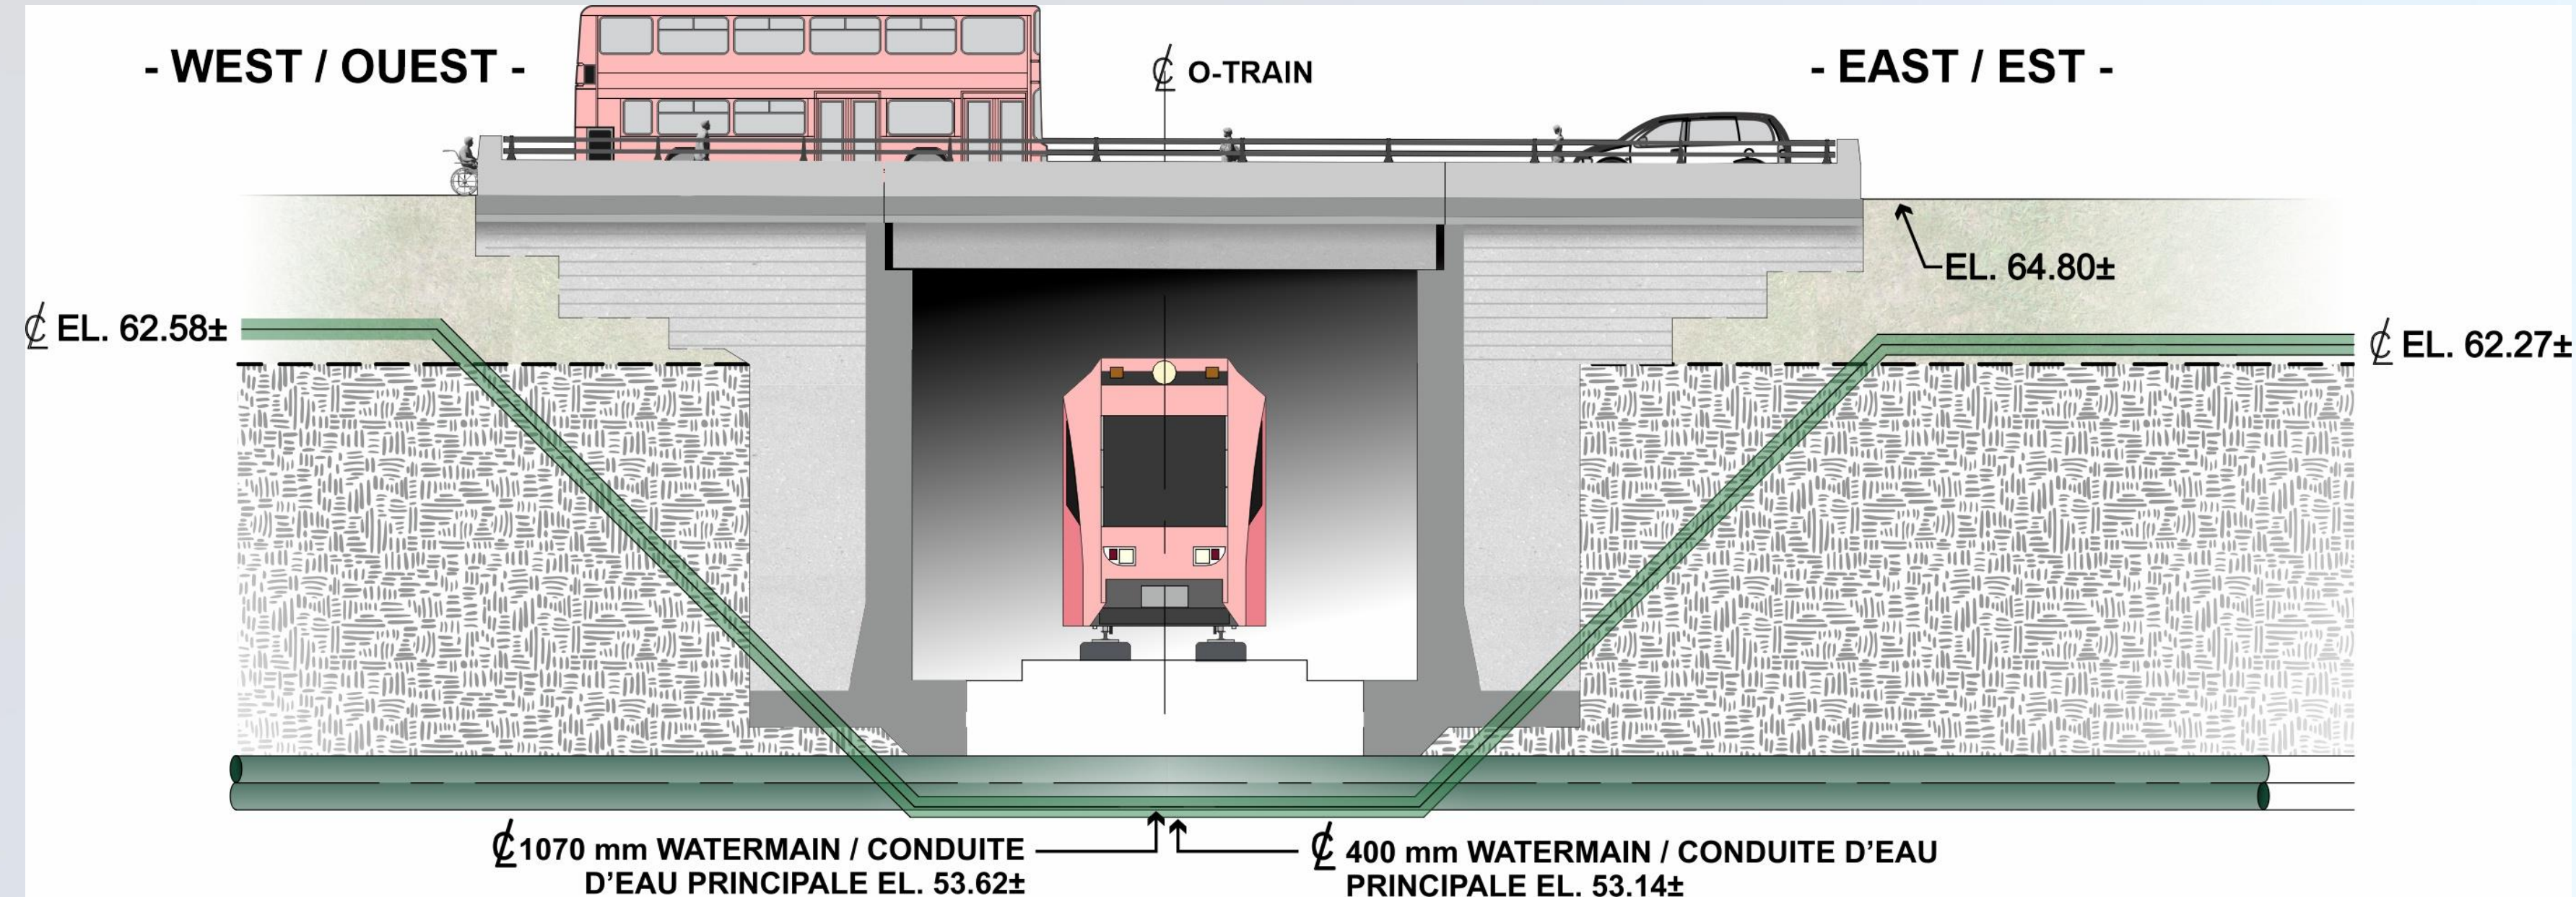 - WEST / OUEST -
℄ O-TRAIN
- EAST / EST -
EL. 64.80±
℄ EL. 62.58±
℄ EL. 62.27±
℄ 1070 mm WATERMAIN / CONDUITE
D’EAU PRINCIPALE EL. 53.62±
℄ 400 mm WATERMAIN / CONDUITE D’EAU
PRINCIPALE EL. 53.14±